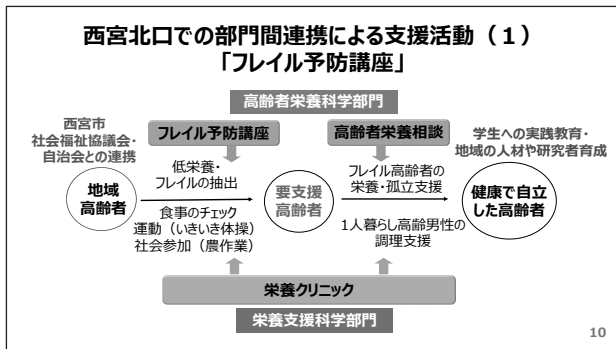 西宮北口での部門間連携による支援活動（1）
「フレイル予防講座」
高齢者栄養科学部門
西宮市
社会福祉協議会・
自治会との連携
フレイル予防講座
高齢者栄養相談
学生への実践教育・
地域の人材や研究者育成
低栄養・
フレイルの抽出
フレイル高齢者の
栄養・孤立支援
地域
高齢者
要支援
高齢者
健康で自立
した高齢者
食事のチェック
運動（いきいき体操）
社会参加（農作業）
1人暮らし高齢男性の
調理支援
栄養クリニック
栄養支援科学部門
10